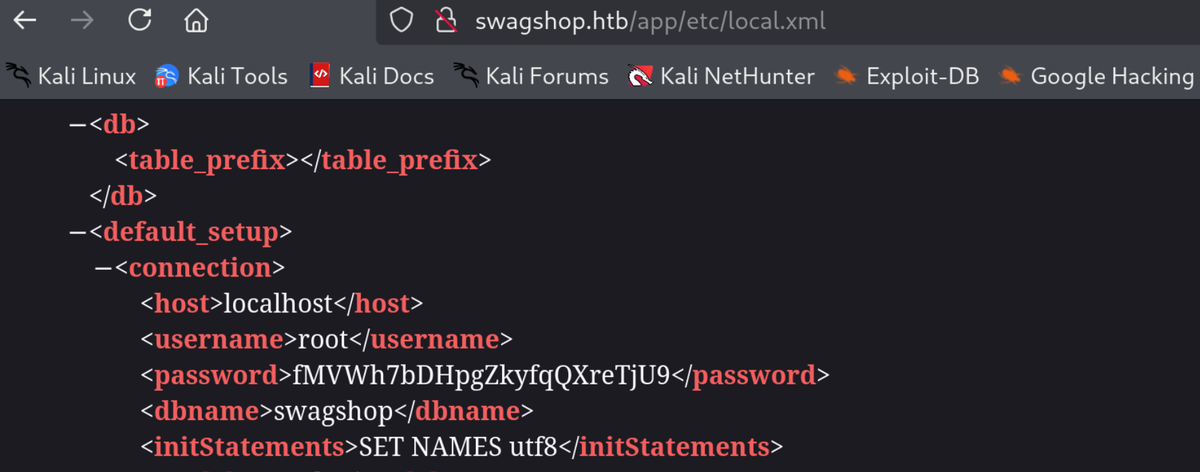 swagshop.htb/app/etc/local.xml
Kali Linux Kali Tools Kali Docs Kali Forums Kali NetHunter Exploit-DB Google Hacking
—<db>
<table_prefix></table_prefix>
</db>
—<default_setup>
—<connection>
<host>localhost</host>
<username>root</username>
<password>fMVWh7bDHpgZkyfqQXreTjU9</password>
<dbname>swagshop</dbname>
<initStatements>SET NAMES utf8</initStatements>